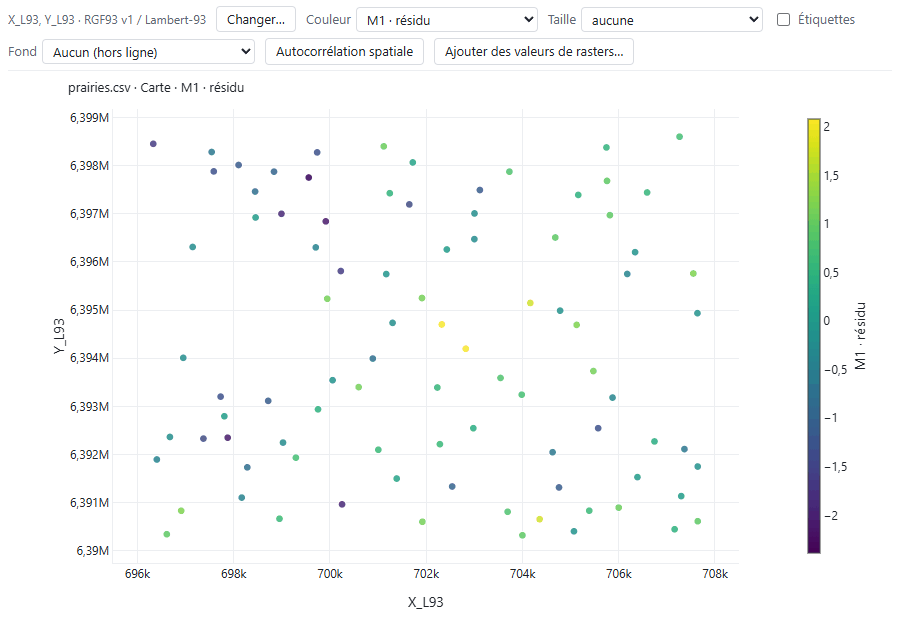 X_L93, Y_L93 · RGF93 v1 / Lambert-93 Changer... Couleur M1 · résidu Taille aucune Étiquettes
Fond Aucun (hors ligne) Autocorrélation spatiale Ajouter des valeurs de rasters...
prairies.csv · Carte · M1 · résidu
6,399M
6,398M
6,397M
6,396M
6,395M
6,394M
6,393M
6,392M
6,391M
6,39M
Y_L93
696k 698k 700k 702k 704k 706k 708k
X_L93
2
1,5
1
0,5
0
−0,5
−1
−1,5
−2
M1 · résidu